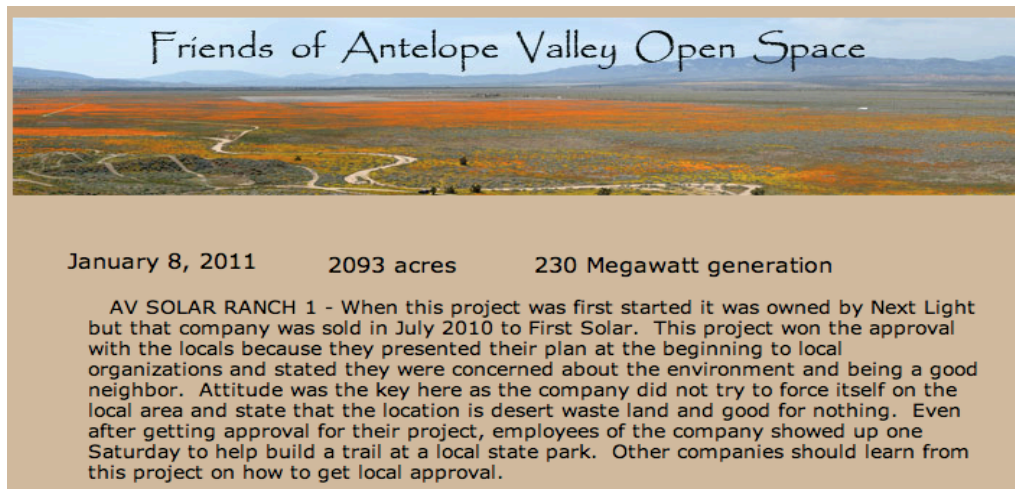 Friends of Antelope Valley Open Space
January 8, 2011 2093 acres 230 Megawatt generation
AV SOLAR RANCH 1 - When this project was first started it was owned by Next Light
but that company was sold in July 2010 to First Solar. This project won the approval
with the locals because they presented their plan at the beginning to local
organizations and stated they were concerned about the environment and being a good
neighbor. Attitude was the key here as the company did not try to force itself on the
local area and state that the location is desert waste land and good for nothing. Even
after getting approval for their project, employees of the company showed up one
Saturday to help build a trail at a local state park. Other companies should learn from
this project on how to get local approval.